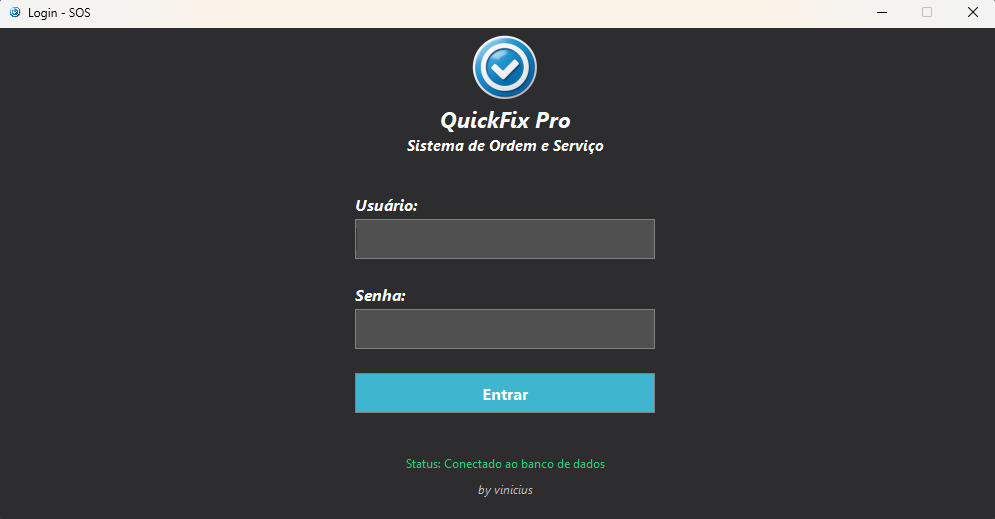 Login - SOS
QuickFix Pro
Sistema de Ordem e Serviço
Usuário:
Senha:
Entrar
Status: Conectado ao banco de dados
by vinicius